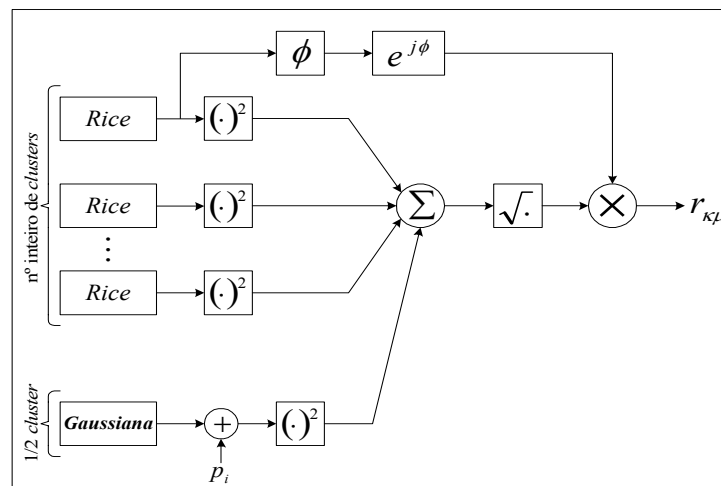 ϕ
e^{jϕ}
nº inteiro de clusters
Rice
(·)²
Rice
(·)²
Σ
√.
×
r_{κμ}
⋮
Rice
(·)²
1/2 cluster
Gaussiana
+
(·)²
p_i